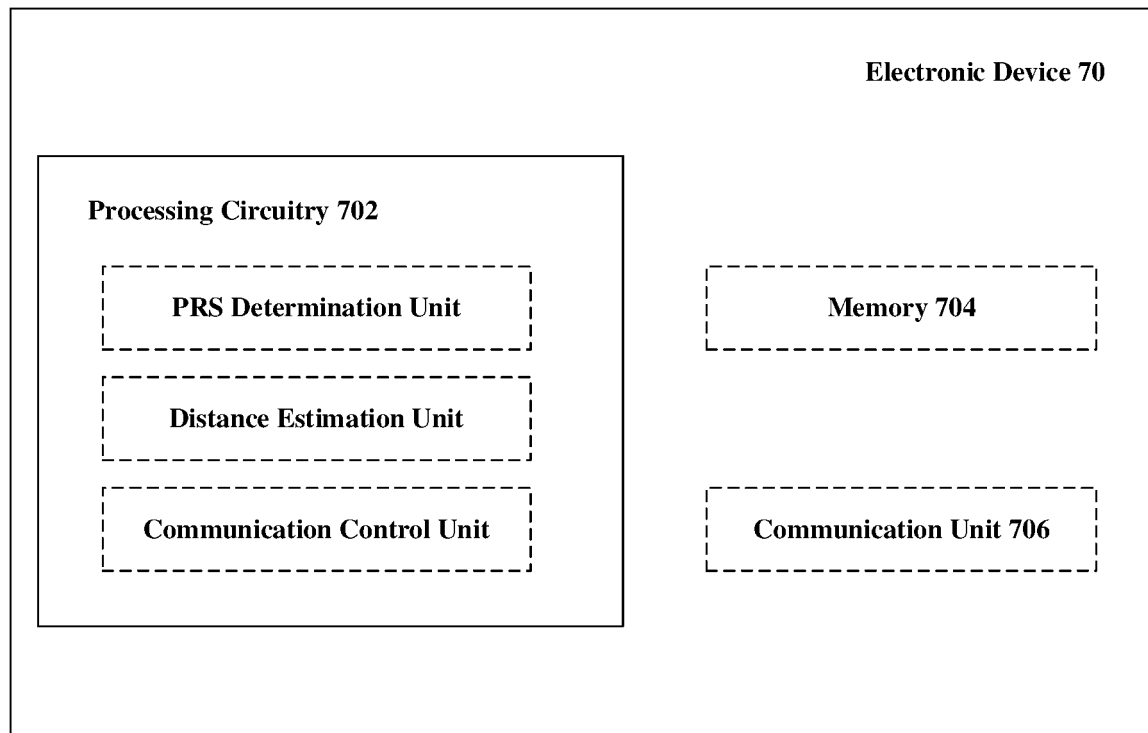 Electronic Device 70
Processing Circuitry 702
PRS Determination Unit
Distance Estimation Unit
Communication Control Unit
Memory 704
Communication Unit 706